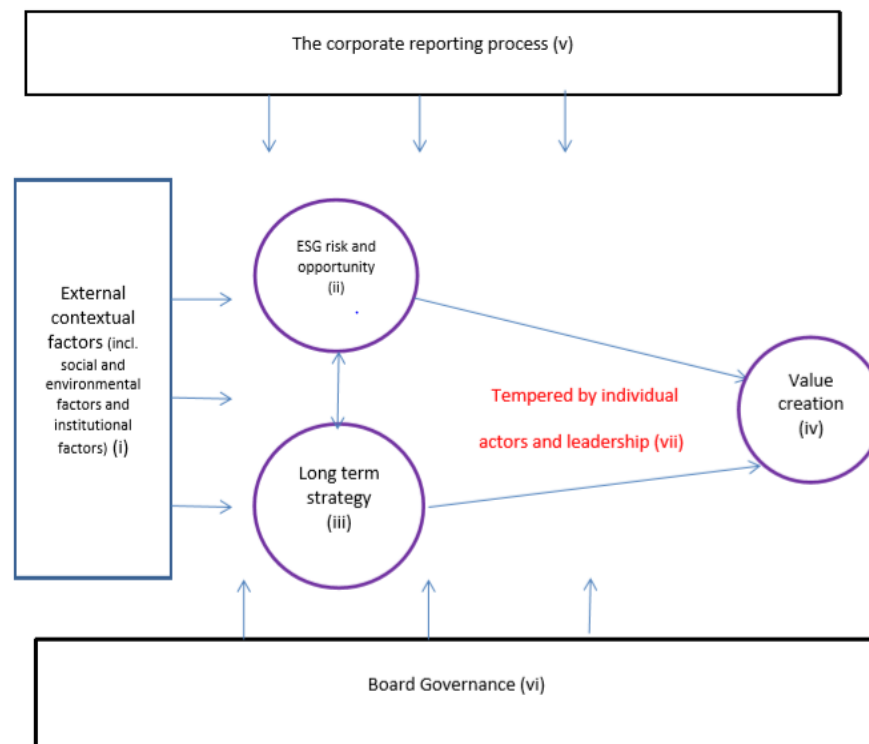 The corporate reporting process (v)
External
contextual
factors (incl.
social and
environmental
factors and
institutional
factors) (i)
ESG risk and
opportunity
(ii)
Long term
strategy
(iii)
Tempered by individual
actors and leadership (vii)
Value
creation
(iv)
Board Governance (vi)